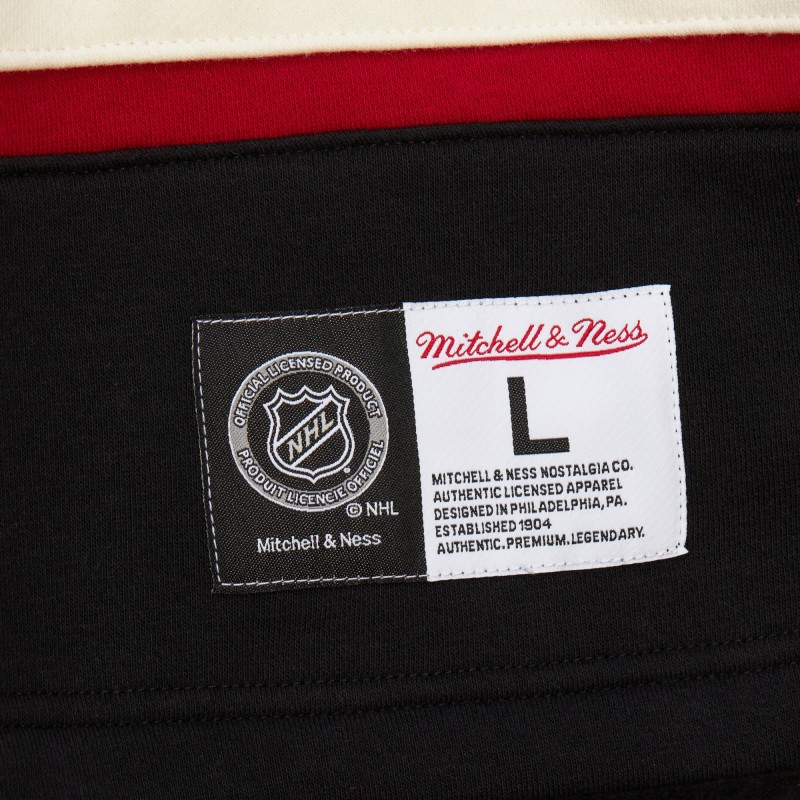 OFFICIAL LICENSED PRODUCT
NHL
PRODUIT LICENCIÉ OFFICIEL
© NHL
Mitchell & Ness
Mitchell & Ness
L
MITCHELL & NESS NOSTALGIA CO.
AUTHENTIC LICENSED APPAREL
DESIGNED IN PHILADELPHIA, PA.
ESTABLISHED 1904
AUTHENTIC.PREMIUM.LEGENDARY.